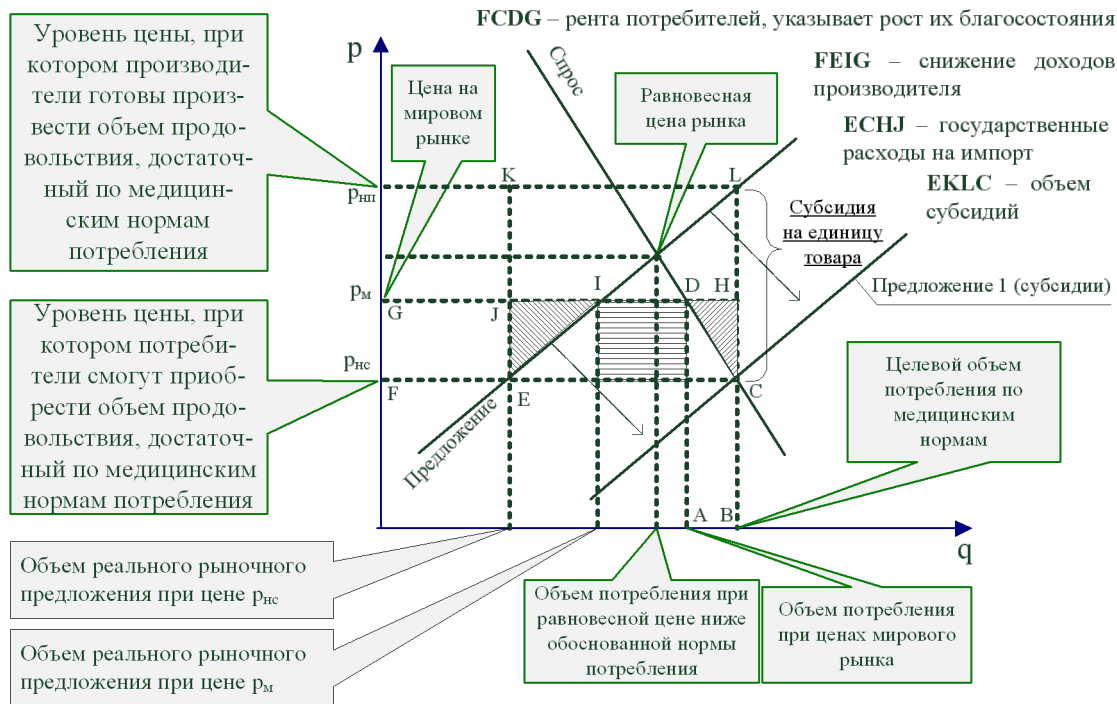 FCDG – рента потребителей, указывает рост их благосостояния
FEIG – снижение доходов
производителя
ECHJ – государственные
расходы на импорт
EKLC – объем
субсидий
Уровень цены, при
котором производи-
тели готовы произ-
вести объем продо-
вольствия, достаточ-
ный по медицин-
ским нормам
потребления
p
Цена на
мировом
рынке
Спрос
Равновесная
цена рынка
K
L
pнп
Субсидия
на единицу
товара
Предложение 1 (субсидии)
pм
G
J
I
D
H
Уровень цены, при
котором потреби-
тели смогут приоб-
рести объем продо-
вольствия, достаточ-
ный по медицинским
нормам потребления
pнс
F
E
C
Предложение
Целевой объем
потребления по
медицинским
нормам
A
B
q
Объем реального рыночного
предложения при цене pнс
Объем реального рыночного
предложения при цене pм
Объем потребления при
равновесной цене ниже
обоснованной нормы
потребления
Объем потребления
при ценах мирового
рынка